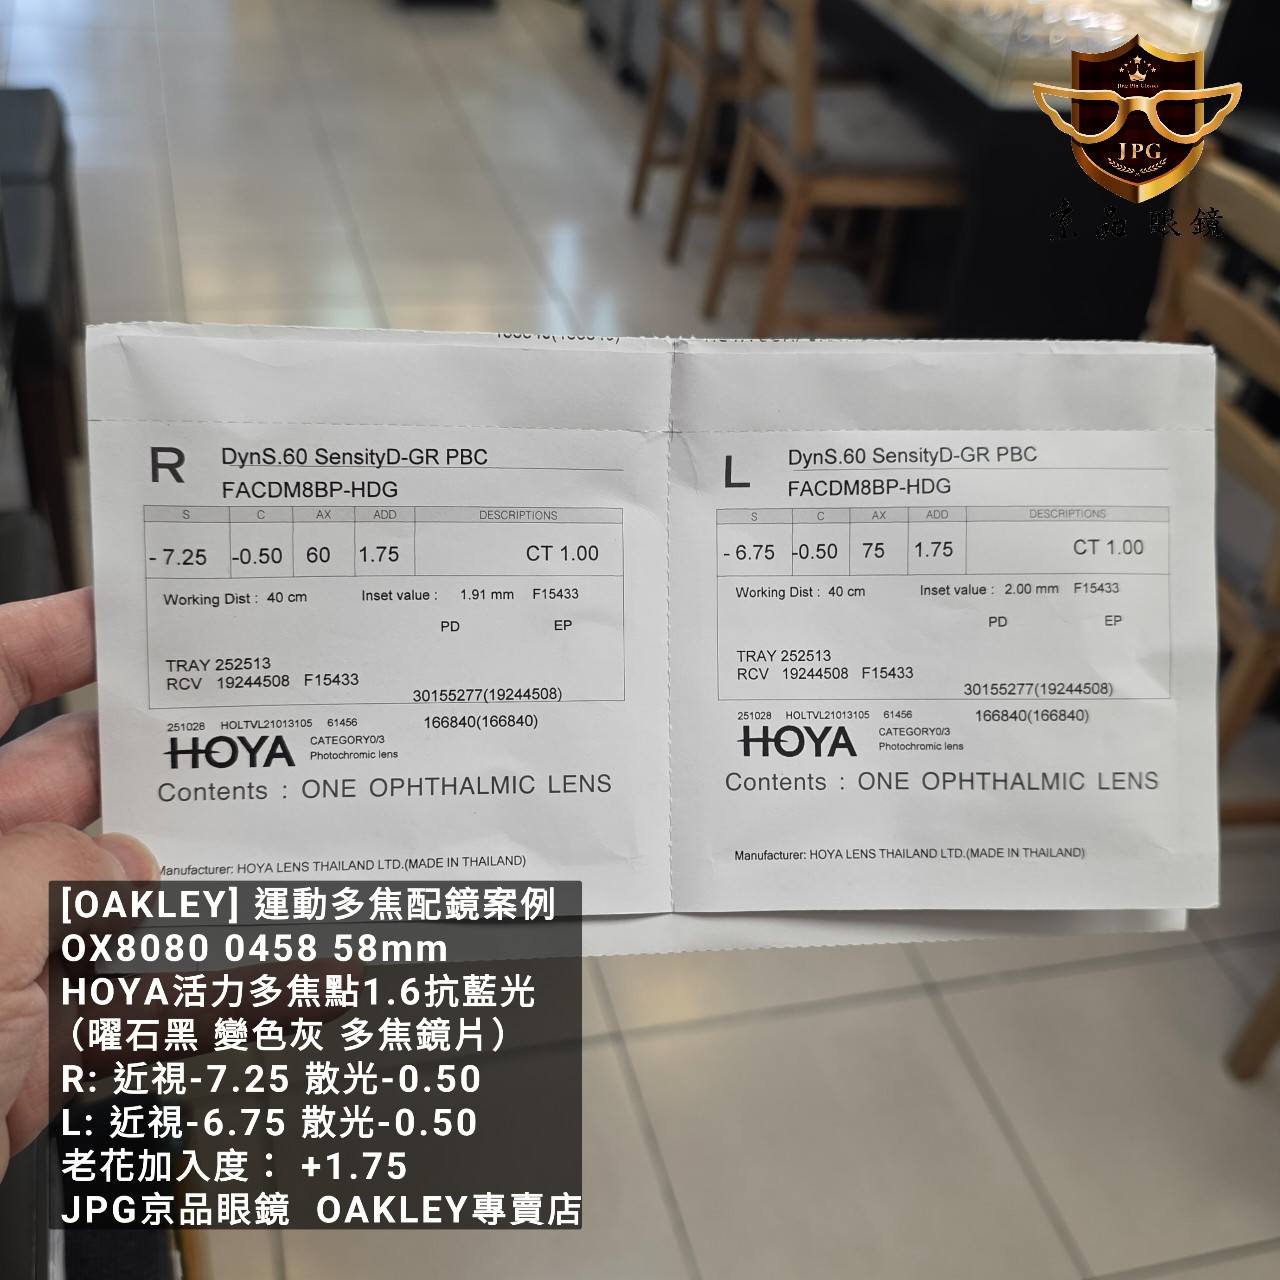 Jing Pin Glasses
JPG
京品眼鏡
R
DynS.60 SensityD-GR PBC
FACDM8BP-HDG
S C AX ADD DESCRIPTIONS
- 7.25 -0.50 60 1.75 CT 1.00
Working Dist : 40 cm Inset value : 1.91 mm F15433
PD EP
TRAY 252513
RCV 19244508 F15433
30155277(19244508)
251028 HOLTVL21013105 61456 166840(166840)
HOYA CATEGORY0/3
Photochromic lens
Contents : ONE OPHTHALMIC LENS
Manufacturer: HOYA LENS THAILAND LTD.(MADE IN THAILAND)
L
DynS.60 SensityD-GR PBC
FACDM8BP-HDG
S C AX ADD DESCRIPTIONS
- 6.75 -0.50 75 1.75 CT 1.00
Working Dist : 40 cm Inset value : 2.00 mm F15433
PD EP
TRAY 252513
RCV 19244508 F15433
30155277(19244508)
251028 HOLTVL21013105 61456 166840(166840)
HOYA CATEGORY0/3
Photochromic lens
Contents : ONE OPHTHALMIC LENS
Manufacturer: HOYA LENS THAILAND LTD.(MADE IN THAILAND)
[OAKLEY] 運動多焦配鏡案例
OX8080 0458 58mm
HOYA活力多焦點1.6抗藍光
（曜石黑 變色灰 多焦鏡片）
R: 近視-7.25 散光-0.50
L: 近視-6.75 散光-0.50
老花加入度： +1.75
JPG京品眼鏡 OAKLEY專賣店